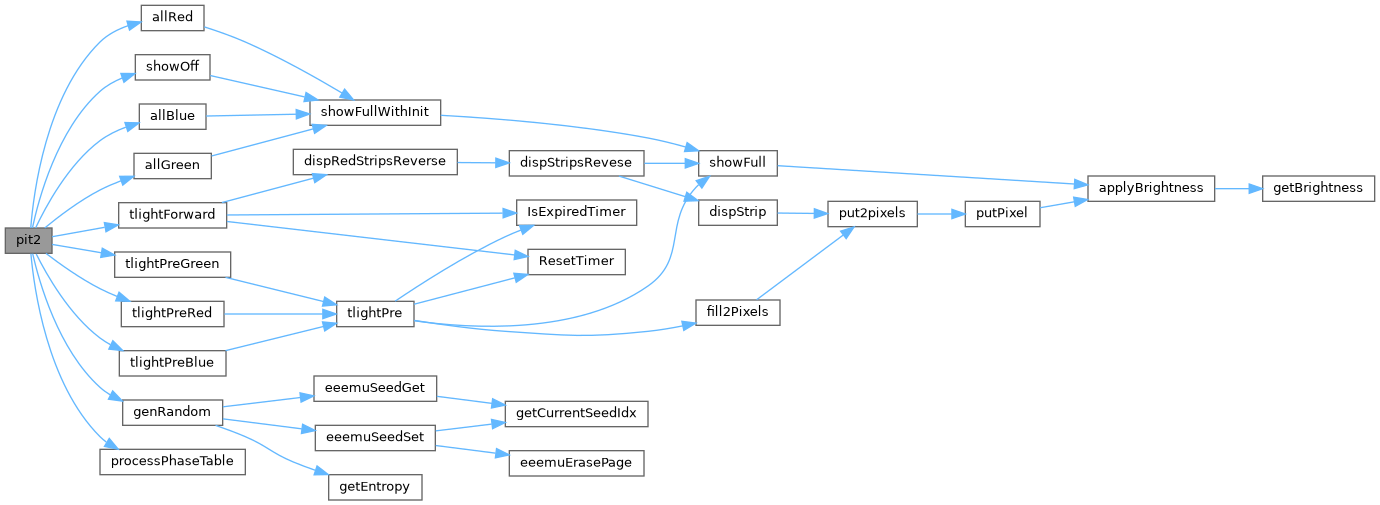 allRed
showOff
allBlue
showFullWithInit
allGreen
dispRedStripsReverse
dispStripsRevese
showFull
applyBrightness
getBrightness
tlightForward
IsExpiredTimer
dispStrip
put2pixels
putPixel
pit2
tlightPreGreen
ResetTimer
tlightPreRed
tlightPre
fill2Pixels
tlightPreBlue
genRandom
eeemuSeedGet
getCurrentSeedIdx
eeemuSeedSet
processPhaseTable
eeemuErasePage
getEntropy